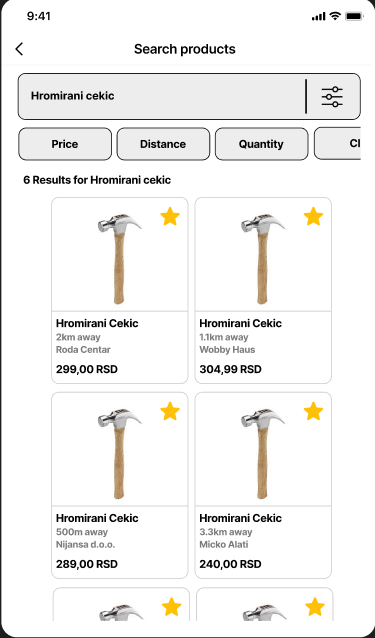 9:41
Search products
Hromirani cekic
Price
Distance
Quantity
6 Results for Hromirani cekic
Hromirani Cekic
2km away
Roda Centar
299,00 RSD
Hromirani Cekic
1.1km away
Wobby Haus
304,99 RSD
Hromirani Cekic
500m away
Nijansa d.o.o.
289,00 RSD
Hromirani Cekic
3.3km away
Micko Alati
240,00 RSD